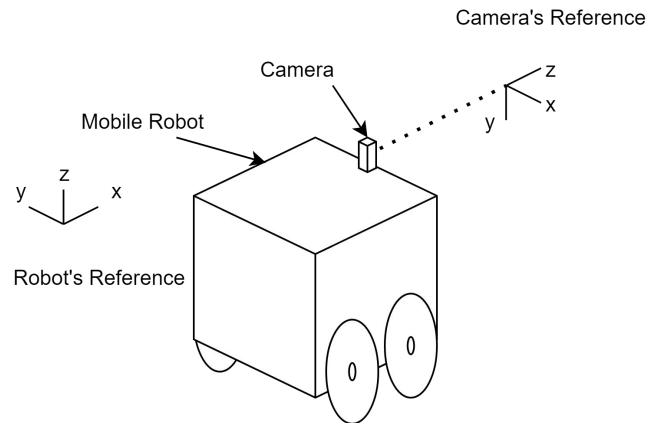 Camera's Reference
Camera
z
x
y
Mobile Robot
z
y
x
Robot's Reference